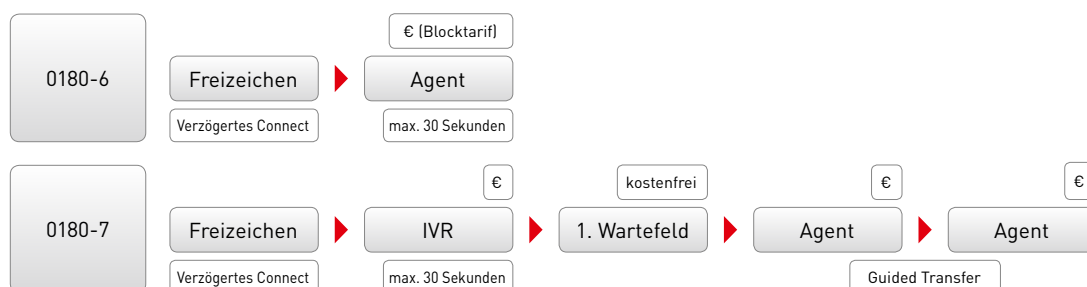 € (Blocktarif)
0180-6
Freizeichen
Agent
Verzögertes Connect
max. 30 Sekunden
€
kostenfrei
€
€
0180-7
Freizeichen
IVR
1. Wartefeld
Agent
Agent
Verzögertes Connect
max. 30 Sekunden
Guided Transfer